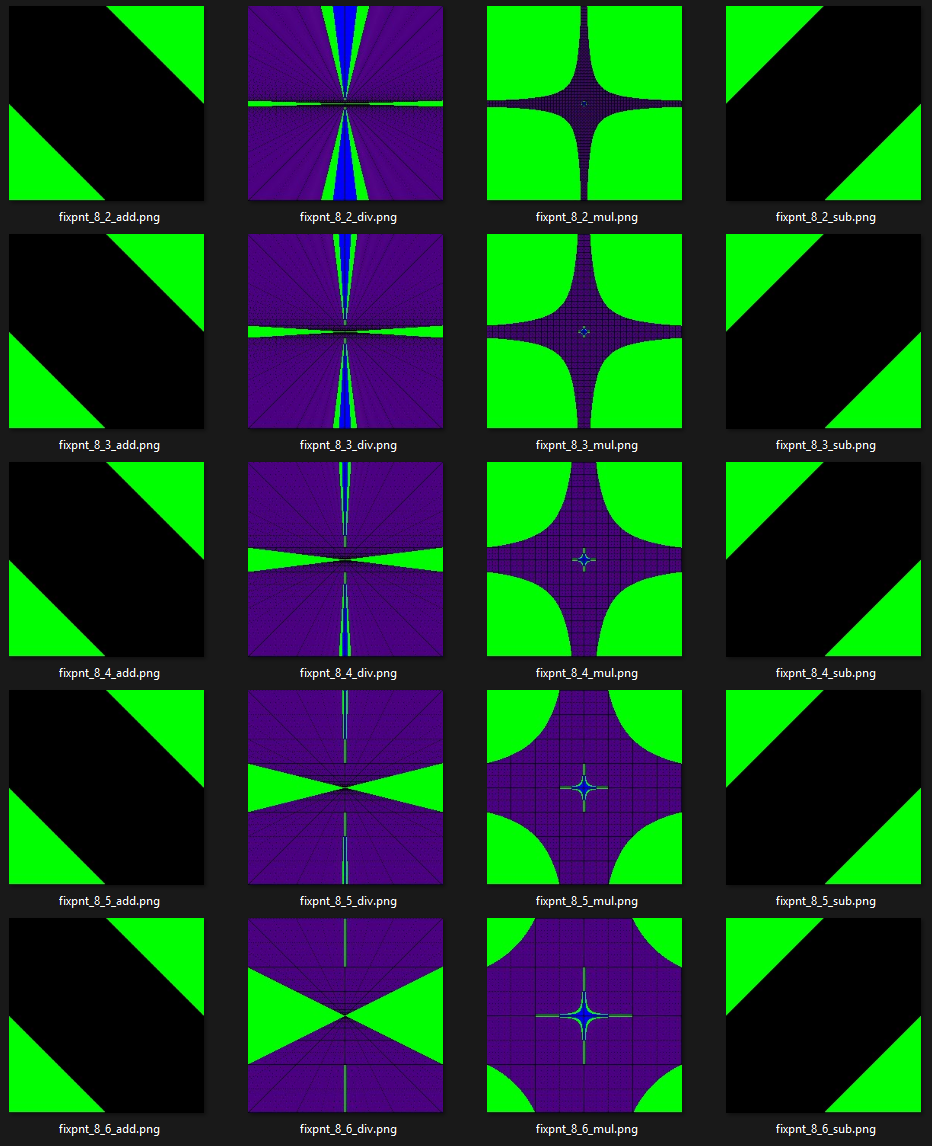 fixpnt_8_2_add.png fixpnt_8_2_div.png fixpnt_8_2_mul.png fixpnt_8_2_sub.png
fixpnt_8_3_add.png fixpnt_8_3_div.png fixpnt_8_3_mul.png fixpnt_8_3_sub.png
fixpnt_8_4_add.png fixpnt_8_4_div.png fixpnt_8_4_mul.png fixpnt_8_4_sub.png
fixpnt_8_5_add.png fixpnt_8_5_div.png fixpnt_8_5_mul.png fixpnt_8_5_sub.png
fixpnt_8_6_add.png fixpnt_8_6_div.png fixpnt_8_6_mul.png fixpnt_8_6_sub.png